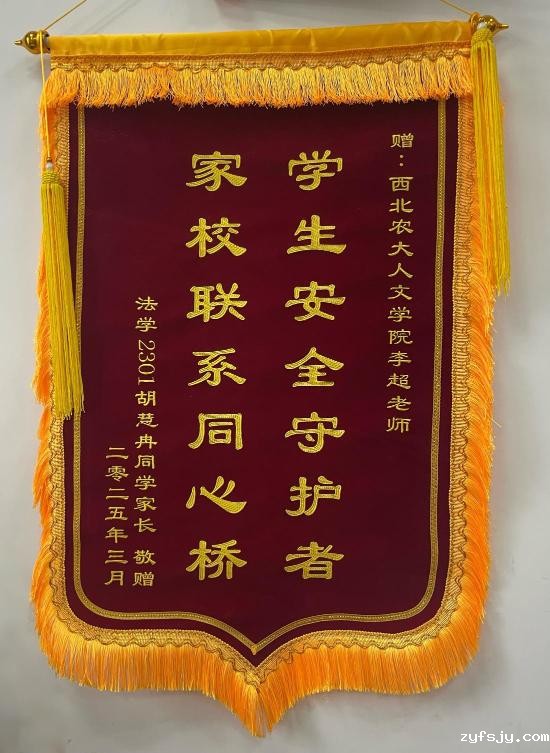 赠：西北农大人文学院李超老师
学生安全守护者
家校联系同心桥
法学2301胡慧冉同学家长 敬赠
二零二五年三月
www.zyfsjy.com